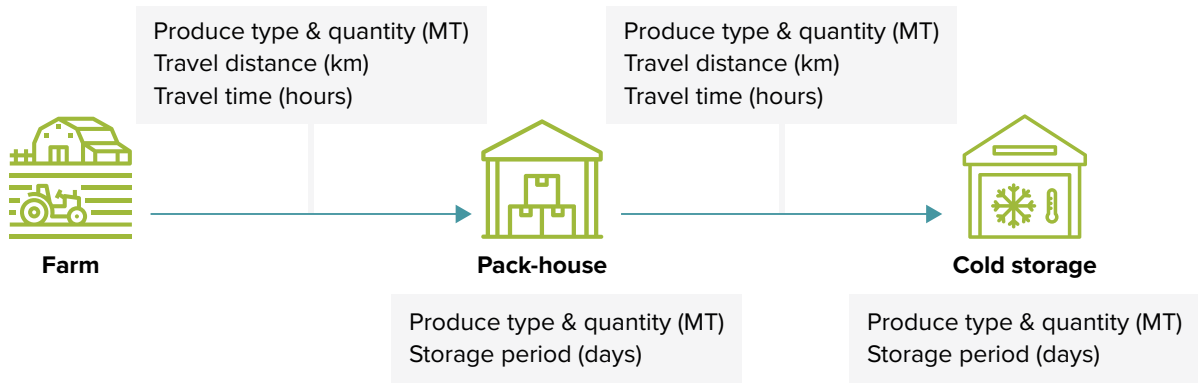 Produce type & quantity (MT)
Travel distance (km)
Travel time (hours)
Produce type & quantity (MT)
Travel distance (km)
Travel time (hours)
Farm
Pack-house
Cold storage
Produce type & quantity (MT)
Storage period (days)
Produce type & quantity (MT)
Storage period (days)